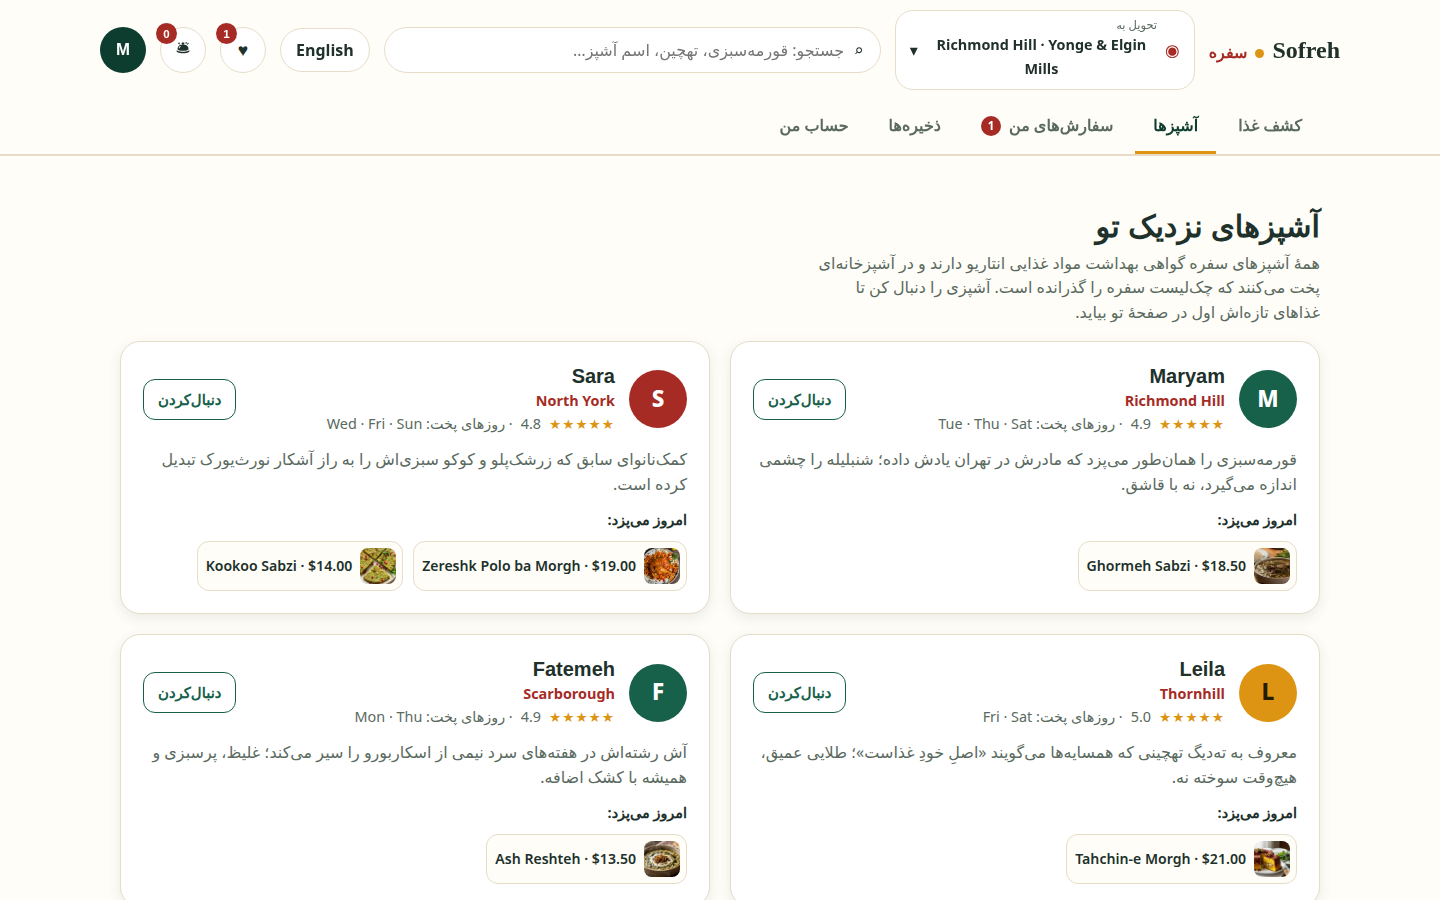 Sofreh سفره
تحویل به
Richmond Hill · Yonge & Elgin
Mills
جستجو: قورمه‌سبزی، تهچین، اسم آشپز...
English
1
0
M
کشف غذا
آشپزها
سفارش‌های من 1
ذخیره‌ها
حساب من
آشپزهای نزدیک تو
همهٔ آشپزهای سفره گواهی بهداشت مواد غذایی انتاریو دارند و در آشپزخانه‌ای
پخت می‌کنند که چک‌لیست سفره را گذرانده است. آشپزی را دنبال کن تا
غذاهای تازه‌اش اول در صفحهٔ تو بیاید.
M
Maryam
Richmond Hill
★★★★★ 4.9 · روزهای پخت: Tue · Thu · Sat
دنبال‌کردن
قورمه‌سبزی را همان‌طور می‌پزد که مادرش در تهران یادش داده؛ شنبلیله را چشمی
اندازه می‌گیرد، نه با قاشق.
امروز می‌پزد:
Ghormeh Sabzi · $18.50
S
Sara
North York
★★★★★ 4.8 · روزهای پخت: Wed · Fri · Sun
دنبال‌کردن
کمک‌نانوای سابق که زرشک‌پلو و کوکو سبزی‌اش را به راز آشکار نورث‌یورک تبدیل
کرده است.
امروز می‌پزد:
Zereshk Polo ba Morgh · $19.00
Kookoo Sabzi · $14.00
L
Leila
Thornhill
★★★★★ 5.0 · روزهای پخت: Fri · Sat
دنبال‌کردن
معروف به ته‌دیگ تهچینی که همسایه‌ها می‌گویند «اصلِ خودِ غذاست»؛ طلایی عمیق،
هیچ‌وقت سوخته نه.
امروز می‌پزد:
Tahchin-e Morgh · $21.00
F
Fatemeh
Scarborough
★★★★★ 4.9 · روزهای پخت: Mon · Thu
دنبال‌کردن
آش رشته‌اش در هفته‌های سرد نیمی از اسکاربورو را سیر می‌کند؛ غلیظ، پرسبزی و
همیشه با کشک اضافه.
امروز می‌پزد:
Ash Reshteh · $13.50